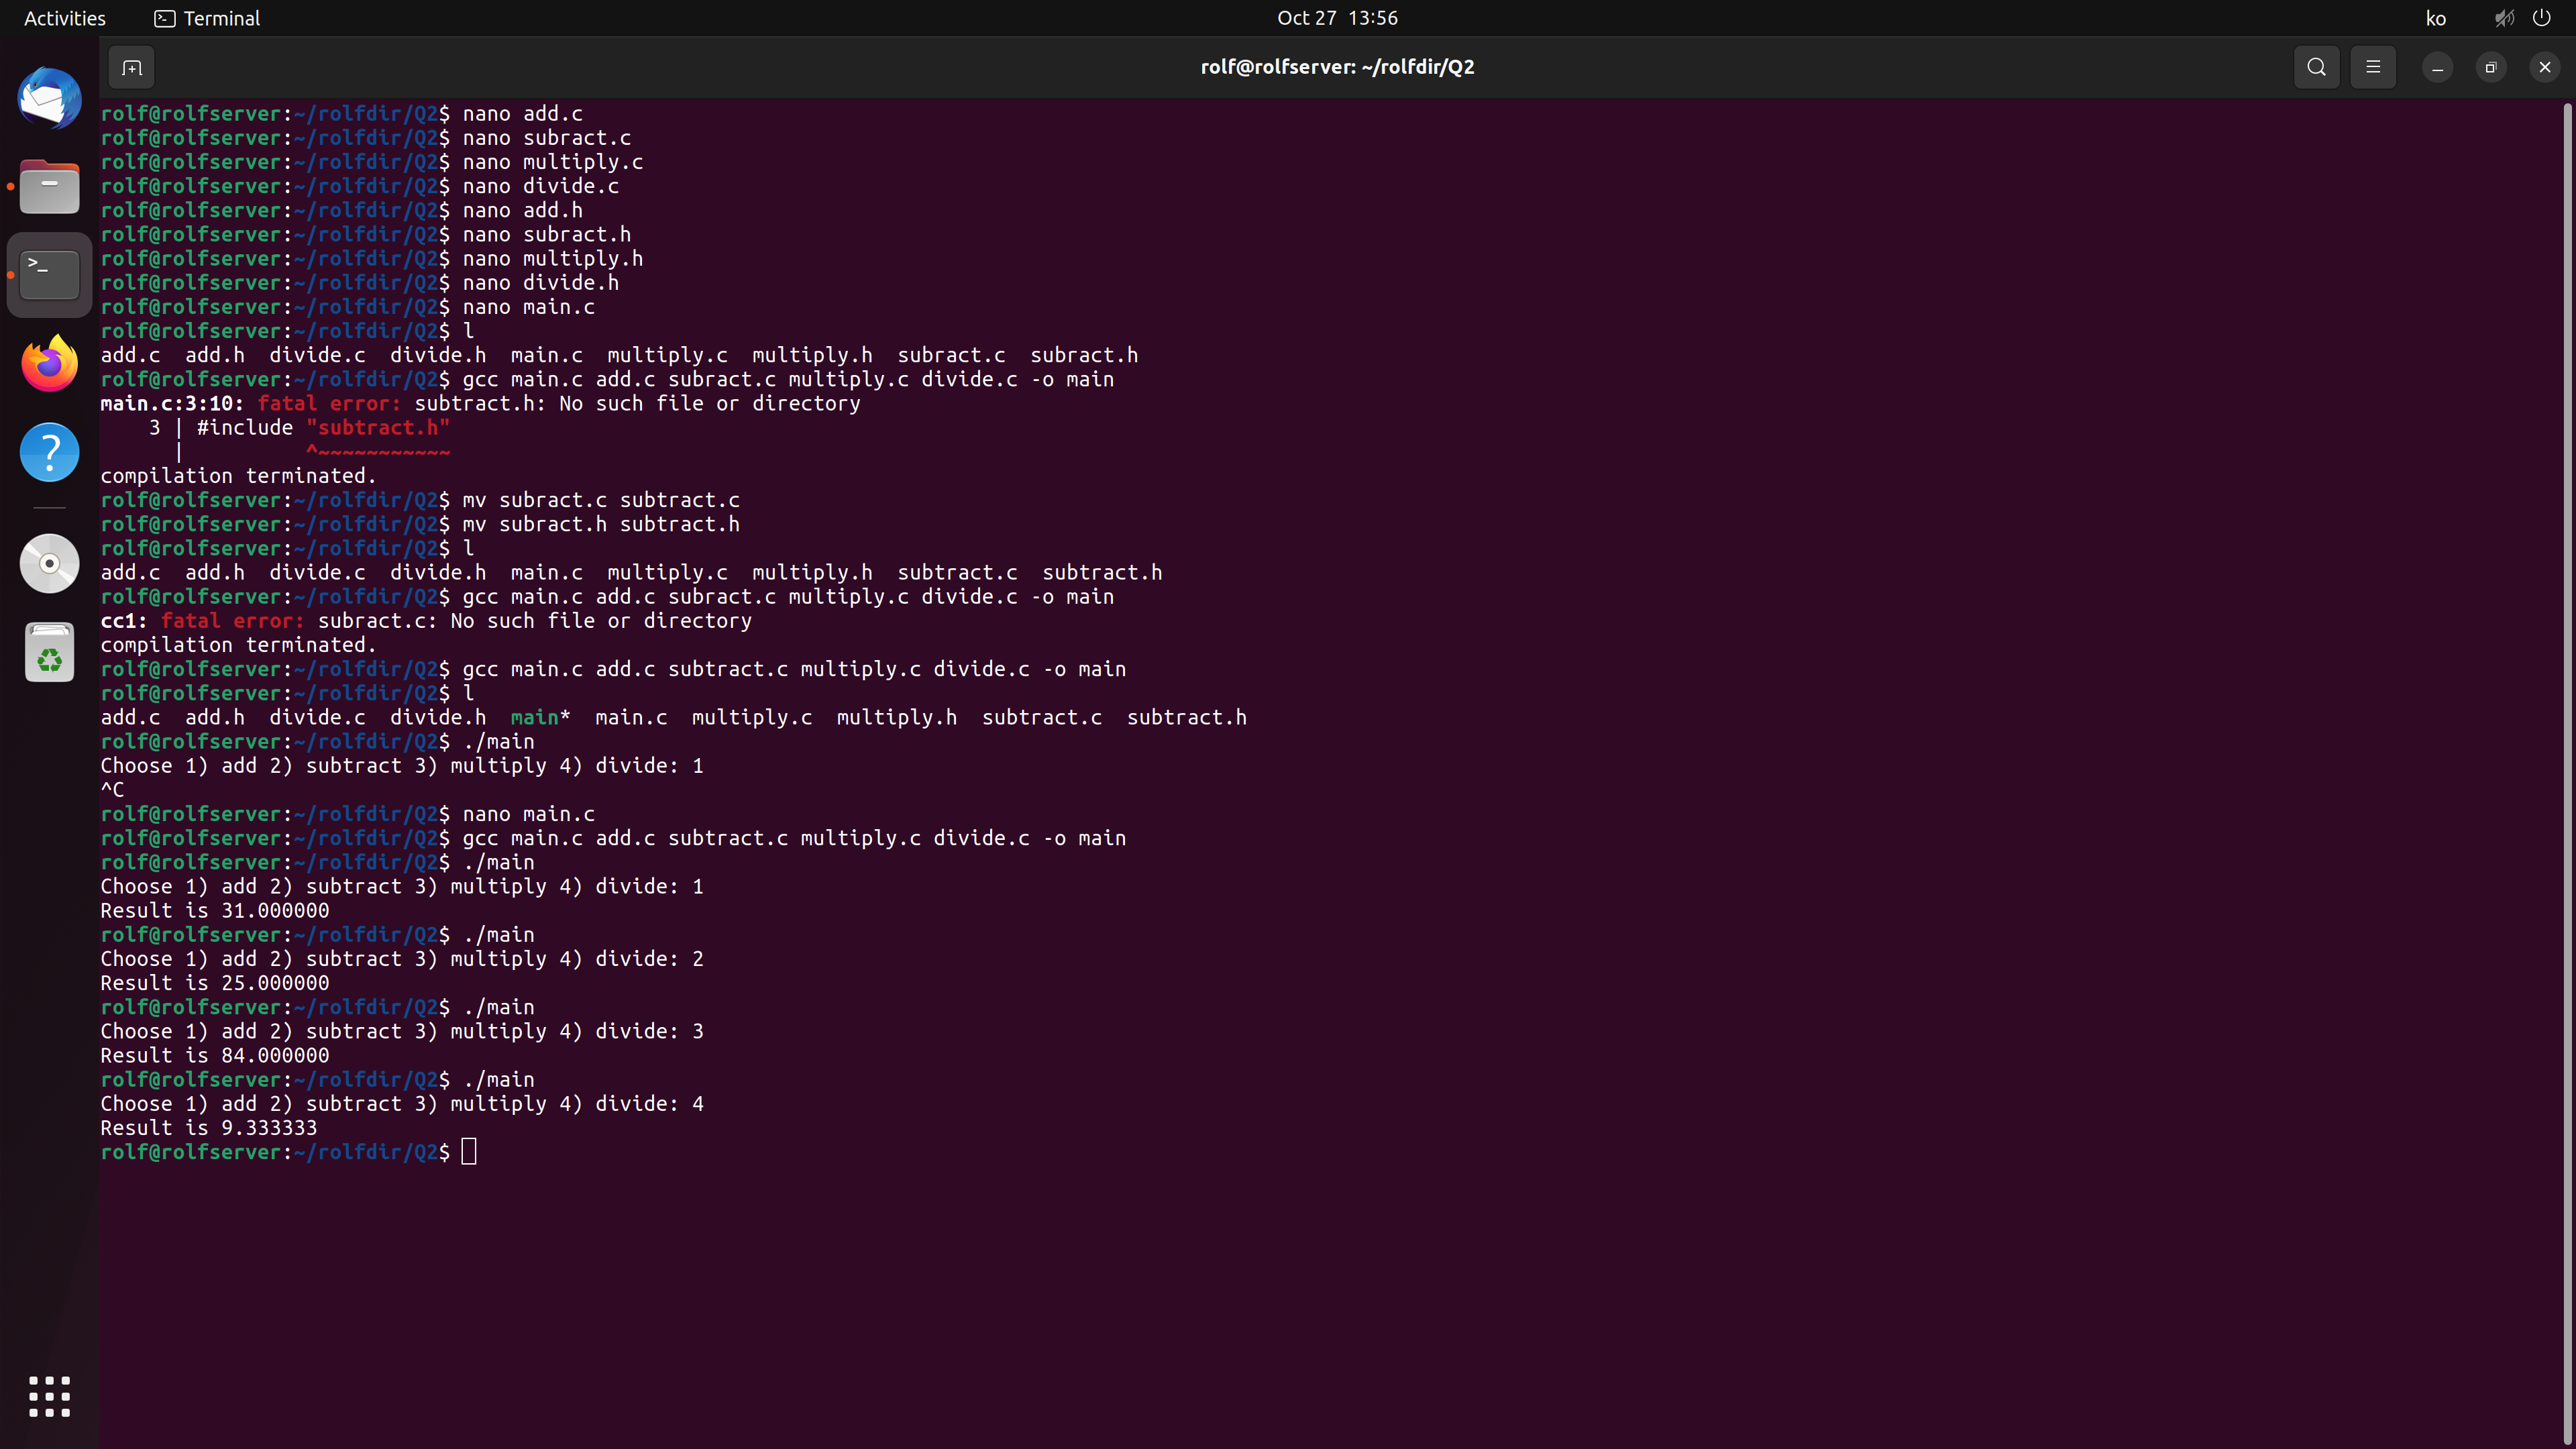 Activities Terminal Oct 27 13:56 ko
rolf@rolfserver: ~/rolfdir/Q2
rolf@rolfserver:~/rolfdir/Q2$ nano add.c
rolf@rolfserver:~/rolfdir/Q2$ nano subract.c
rolf@rolfserver:~/rolfdir/Q2$ nano multiply.c
rolf@rolfserver:~/rolfdir/Q2$ nano divide.c
rolf@rolfserver:~/rolfdir/Q2$ nano add.h
rolf@rolfserver:~/rolfdir/Q2$ nano subract.h
rolf@rolfserver:~/rolfdir/Q2$ nano multiply.h
rolf@rolfserver:~/rolfdir/Q2$ nano divide.h
rolf@rolfserver:~/rolfdir/Q2$ nano main.c
rolf@rolfserver:~/rolfdir/Q2$ l
add.c  add.h  divide.c  divide.h  main.c  multiply.c  multiply.h  subract.c  subract.h
rolf@rolfserver:~/rolfdir/Q2$ gcc main.c add.c subract.c multiply.c divide.c -o main
main.c:3:10: fatal error: subtract.h: No such file or directory
    3 | #include "subtract.h"
      |          ^~~~~~~~~~~~
compilation terminated.
rolf@rolfserver:~/rolfdir/Q2$ mv subract.c subtract.c
rolf@rolfserver:~/rolfdir/Q2$ mv subract.h subtract.h
rolf@rolfserver:~/rolfdir/Q2$ l
add.c  add.h  divide.c  divide.h  main.c  multiply.c  multiply.h  subtract.c  subtract.h
rolf@rolfserver:~/rolfdir/Q2$ gcc main.c add.c subract.c multiply.c divide.c -o main
cc1: fatal error: subract.c: No such file or directory
compilation terminated.
rolf@rolfserver:~/rolfdir/Q2$ gcc main.c add.c subtract.c multiply.c divide.c -o main
rolf@rolfserver:~/rolfdir/Q2$ l
add.c  add.h  divide.c  divide.h  main*  main.c  multiply.c  multiply.h  subtract.c  subtract.h
rolf@rolfserver:~/rolfdir/Q2$ ./main
Choose 1) add 2) subtract 3) multiply 4) divide: 1
^C
rolf@rolfserver:~/rolfdir/Q2$ nano main.c
rolf@rolfserver:~/rolfdir/Q2$ gcc main.c add.c subtract.c multiply.c divide.c -o main
rolf@rolfserver:~/rolfdir/Q2$ ./main
Choose 1) add 2) subtract 3) multiply 4) divide: 1
Result is 31.000000
rolf@rolfserver:~/rolfdir/Q2$ ./main
Choose 1) add 2) subtract 3) multiply 4) divide: 2
Result is 25.000000
rolf@rolfserver:~/rolfdir/Q2$ ./main
Choose 1) add 2) subtract 3) multiply 4) divide: 3
Result is 84.000000
rolf@rolfserver:~/rolfdir/Q2$ ./main
Choose 1) add 2) subtract 3) multiply 4) divide: 4
Result is 9.333333
rolf@rolfserver:~/rolfdir/Q2$